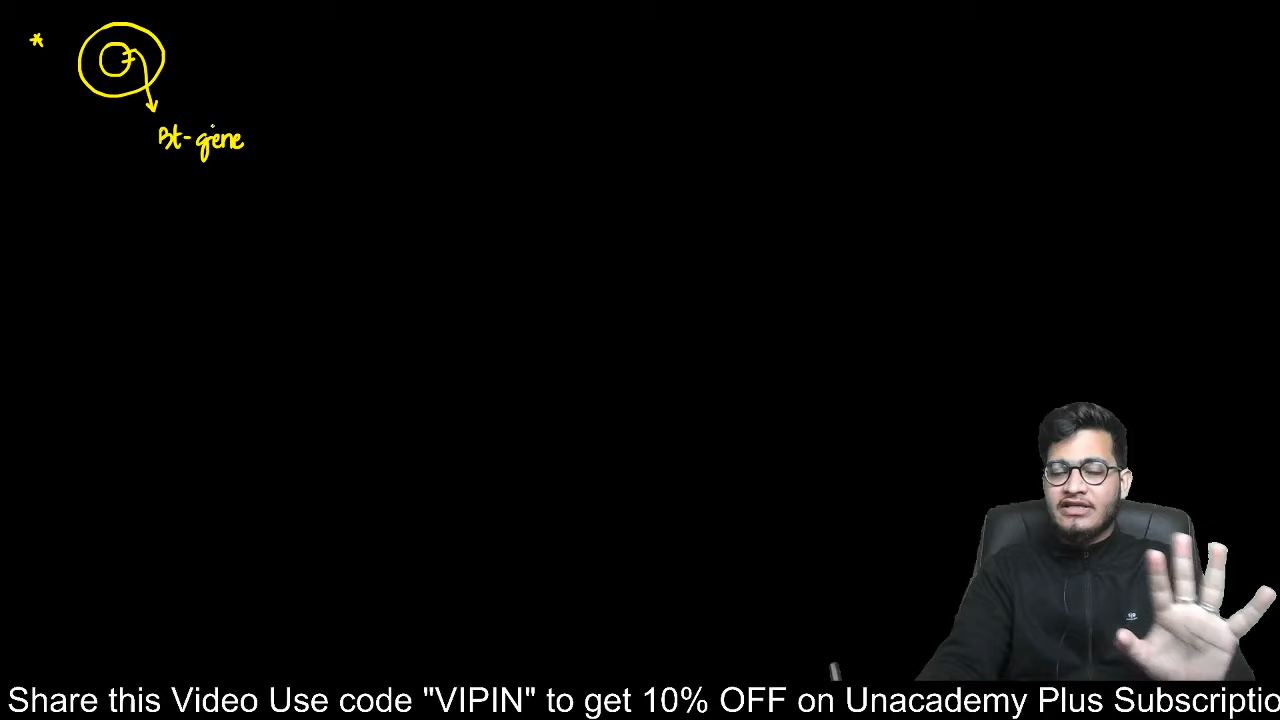 *
Bt-gene
Share this Video Use code "VIPIN" to get 10% OFF on Unacademy Plus Subscriptio